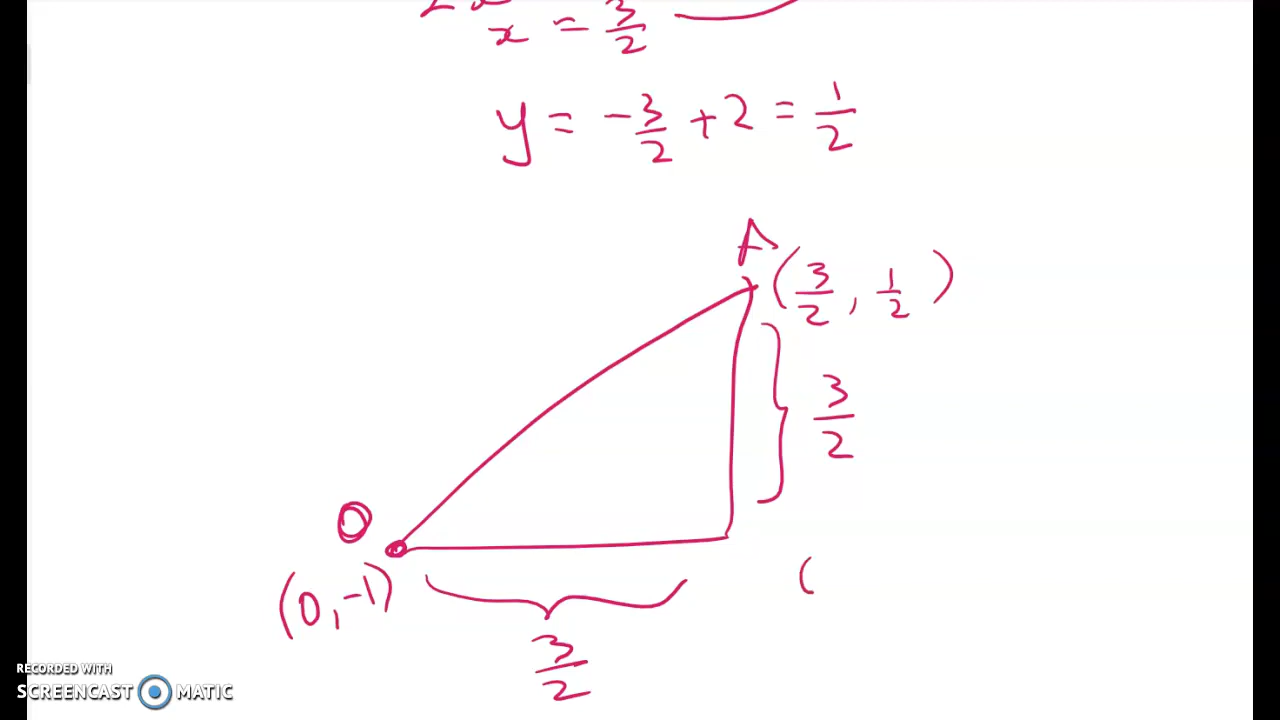 x = 3/2
y = -3/2 + 2 = 1/2
A
(3/2, 1/2)
3/2
O
(0, -1)
(
3/2
RECORDED WITH
SCREENCAST MATIC